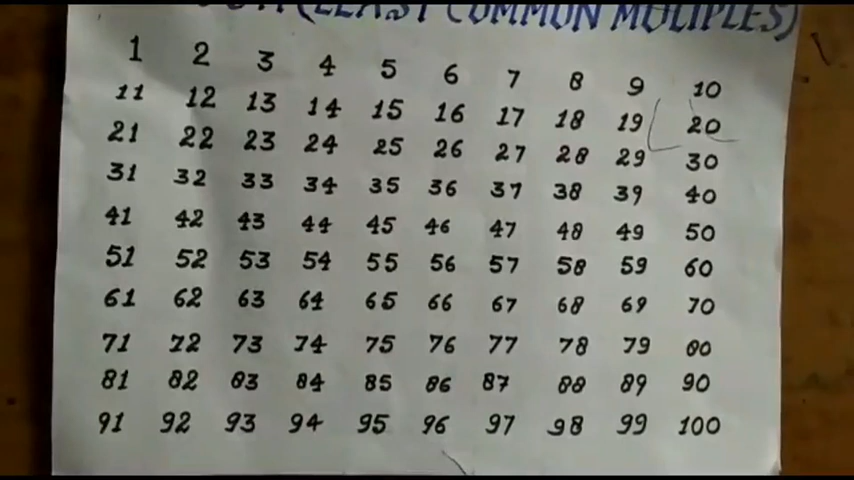 (LEAST COMMON MULIPLES)
1 2 3 4 5 6 7 8 9 10
11 12 13 14 15 16 17 18 19 20
21 22 23 24 25 26 27 28 29 30
31 32 33 34 35 36 37 38 39 40
41 42 43 44 45 46 47 48 49 50
51 52 53 54 55 56 57 58 59 60
61 62 63 64 65 66 67 68 69 70
71 72 73 74 75 76 77 78 79 80
81 82 83 84 85 86 87 88 89 90
91 92 93 94 95 96 97 98 99 100